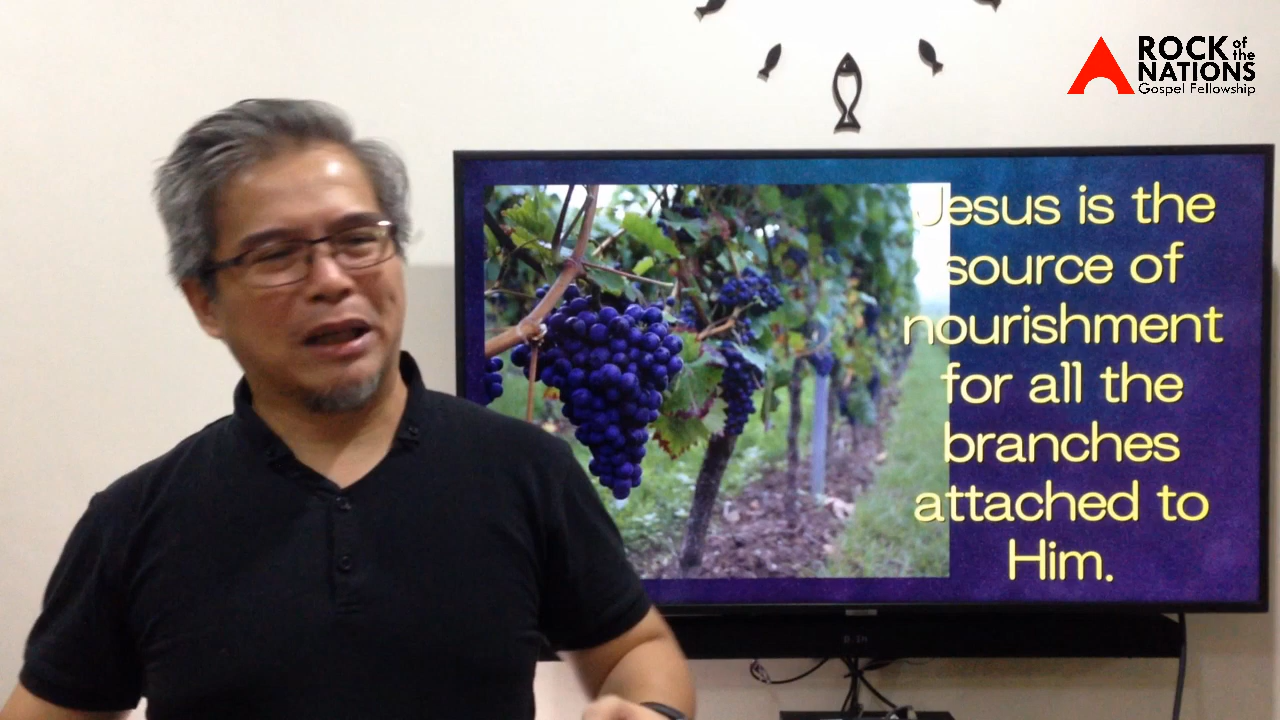 ROCK of the
NATIONS
Gospel Fellowship
Jesus is the
source of
nourishment
for all the
branches
attached to
Him.